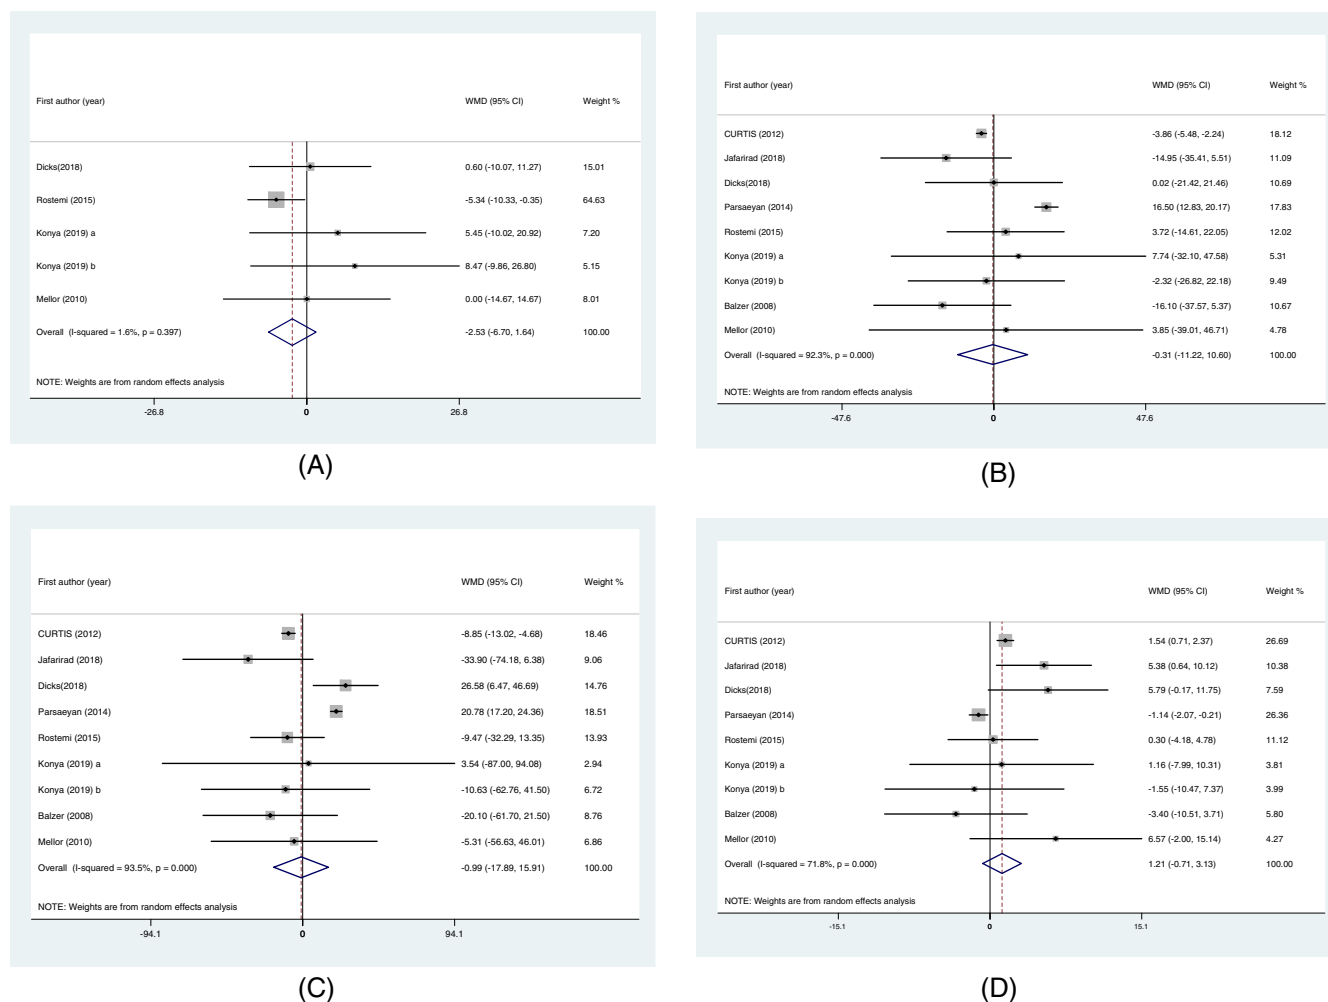 First author (year) WMD (95% CI) Weight %
Dicks(2018) 0.60 (-10.07, 11.27) 15.01
Rostemi (2015) -5.34 (-10.33, -0.35) 64.63
Konya (2019) a 5.45 (-10.02, 20.92) 7.20
Konya (2019) b 8.47 (-9.86, 26.80) 5.15
Mellor (2010) 0.00 (-14.67, 14.67) 8.01
Overall (I-squared = 1.6%, p = 0.397) -2.53 (-6.70, 1.64) 100.00
NOTE: Weights are from random effects analysis
-26.8 0 26.8
(A)
First author (year) WMD (95% CI) Weight %
CURTIS (2012) -3.86 (-5.48, -2.24) 18.12
Jafarirad (2018) -14.95 (-35.41, 5.51) 11.09
Dicks(2018) 0.02 (-21.42, 21.46) 10.69
Parsaeyan (2014) 16.50 (12.83, 20.17) 17.83
Rostemi (2015) 3.72 (-14.61, 22.05) 12.02
Konya (2019) a 7.74 (-32.10, 47.58) 5.31
Konya (2019) b -2.32 (-26.82, 22.18) 9.49
Balzer (2008) -16.10 (-37.57, 5.37) 10.67
Mellor (2010) 3.85 (-39.01, 46.71) 4.78
Overall (I-squared = 92.3%, p = 0.000) -0.31 (-11.22, 10.60) 100.00
NOTE: Weights are from random effects analysis
-47.6 0 47.6
(B)
First author (year) WMD (95% CI) Weight %
CURTIS (2012) -8.85 (-13.02, -4.68) 18.46
Jafarirad (2018) -33.90 (-74.18, 6.38) 9.06
Dicks(2018) 26.58 (6.47, 46.69) 14.76
Parsaeyan (2014) 20.78 (17.20, 24.36) 18.51
Rostemi (2015) -9.47 (-32.29, 13.35) 13.93
Konya (2019) a 3.54 (-87.00, 94.08) 2.94
Konya (2019) b -10.63 (-62.76, 41.50) 6.72
Balzer (2008) -20.10 (-61.70, 21.50) 8.76
Mellor (2010) -5.31 (-56.63, 46.01) 6.86
Overall (I-squared = 93.5%, p = 0.000) -0.99 (-17.89, 15.91) 100.00
NOTE: Weights are from random effects analysis
-94.1 0 94.1
(C)
First author (year) WMD (95% CI) Weight %
CURTIS (2012) 1.54 (0.71, 2.37) 26.69
Jafarirad (2018) 5.38 (0.64, 10.12) 10.38
Dicks(2018) 5.79 (-0.17, 11.75) 7.59
Parsaeyan (2014) -1.14 (-2.07, -0.21) 26.36
Rostemi (2015) 0.30 (-4.18, 4.78) 11.12
Konya (2019) a 1.16 (-7.99, 10.31) 3.81
Konya (2019) b -1.55 (-10.47, 7.37) 3.99
Balzer (2008) -3.40 (-10.51, 3.71) 5.80
Mellor (2010) 6.57 (-2.00, 15.14) 4.27
Overall (I-squared = 71.8%, p = 0.000) 1.21 (-0.71, 3.13) 100.00
NOTE: Weights are from random effects analysis
-15.1 0 15.1
(D)